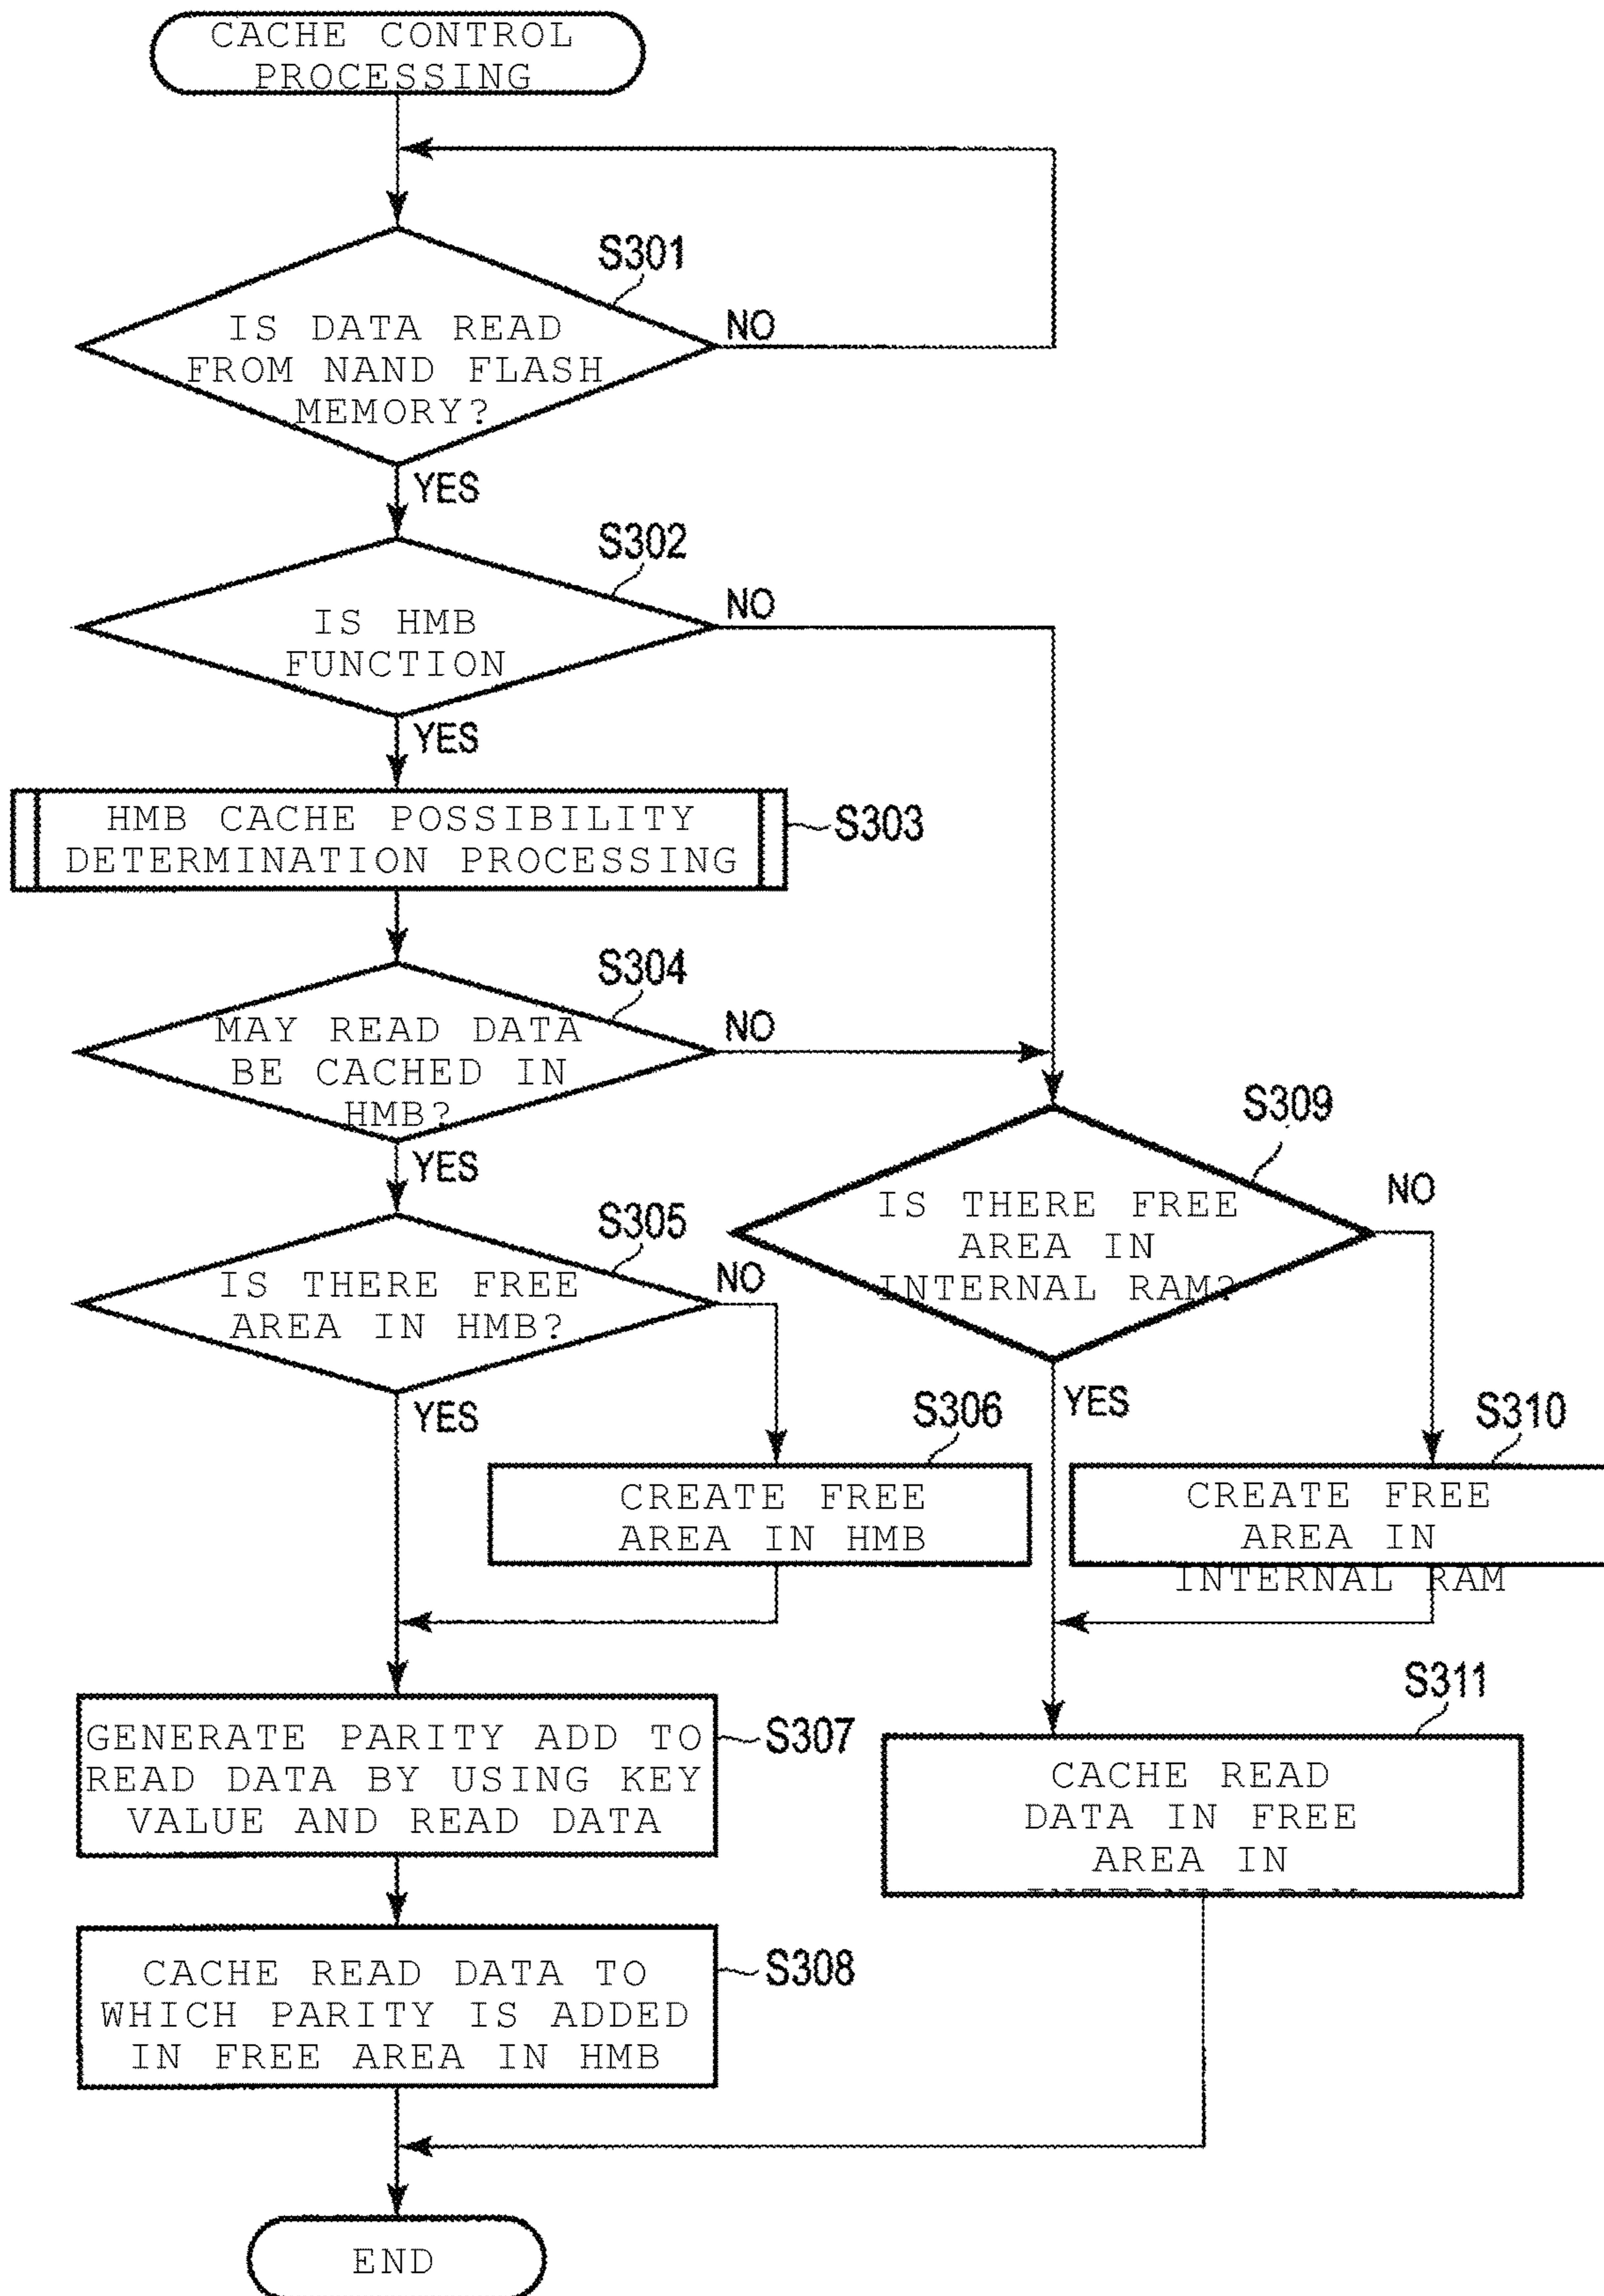 CACHE CONTROL
PROCESSING
S301
IS DATA READ
FROM NAND FLASH
MEMORY?
NO
YES
S302
IS HMB
FUNCTION
NO
YES
HMB CACHE POSSIBILITY
DETERMINATION PROCESSING
S303
S304
MAY READ DATA
BE CACHED IN
HMB?
NO
YES
S305
IS THERE FREE
AREA IN HMB?
NO
YES
S309
IS THERE FREE
AREA IN
INTERNAL RAM?
NO
YES
S306
CREATE FREE
AREA IN HMB
S310
CREATE FREE
AREA IN
INTERNAL RAM
GENERATE PARITY ADD TO
READ DATA BY USING KEY
VALUE AND READ DATA
S307
S311
CACHE READ
DATA IN FREE
AREA IN
CACHE READ DATA TO
WHICH PARITY IS ADDED
IN FREE AREA IN HMB
S308
END